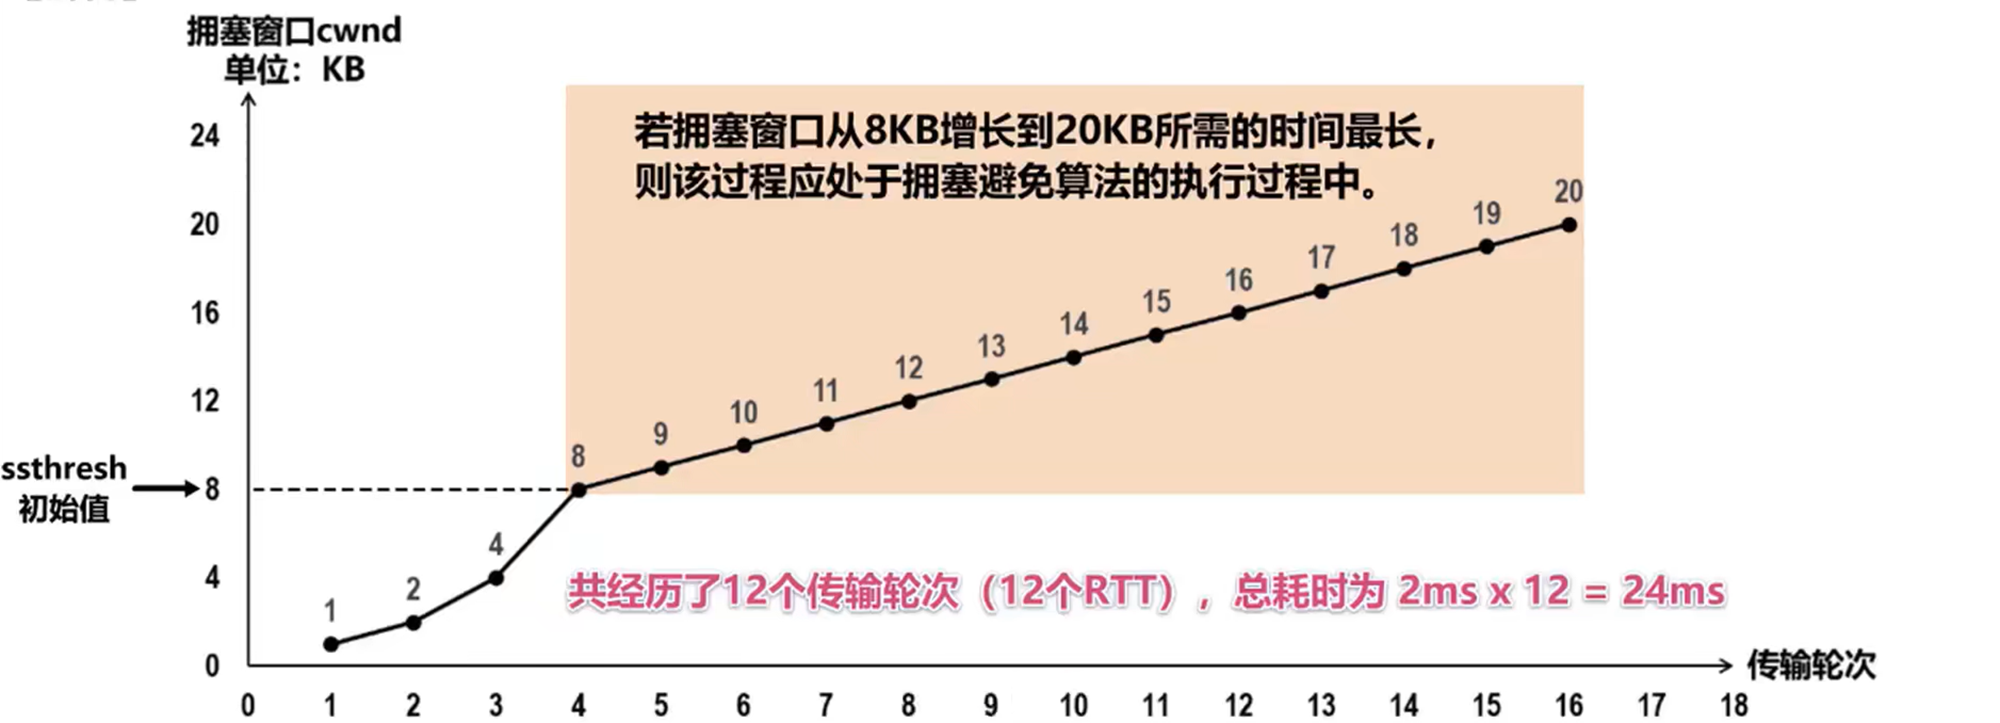 拥塞窗口cwnd
单位：KB
若拥塞窗口从8KB增长到20KB所需的时间最长，
则该过程应处于拥塞避免算法的执行过程中。
24
20
16
12
8
4
0
ssthresh
初始值
1
2
4
8
9
10
11
12
13
14
15
16
17
18
19
20
共经历了12个传输轮次（12个RTT），总耗时为 2ms x 12 = 24ms
传输轮次
0 1 2 3 4 5 6 7 8 9 10 11 12 13 14 15 16 17 18